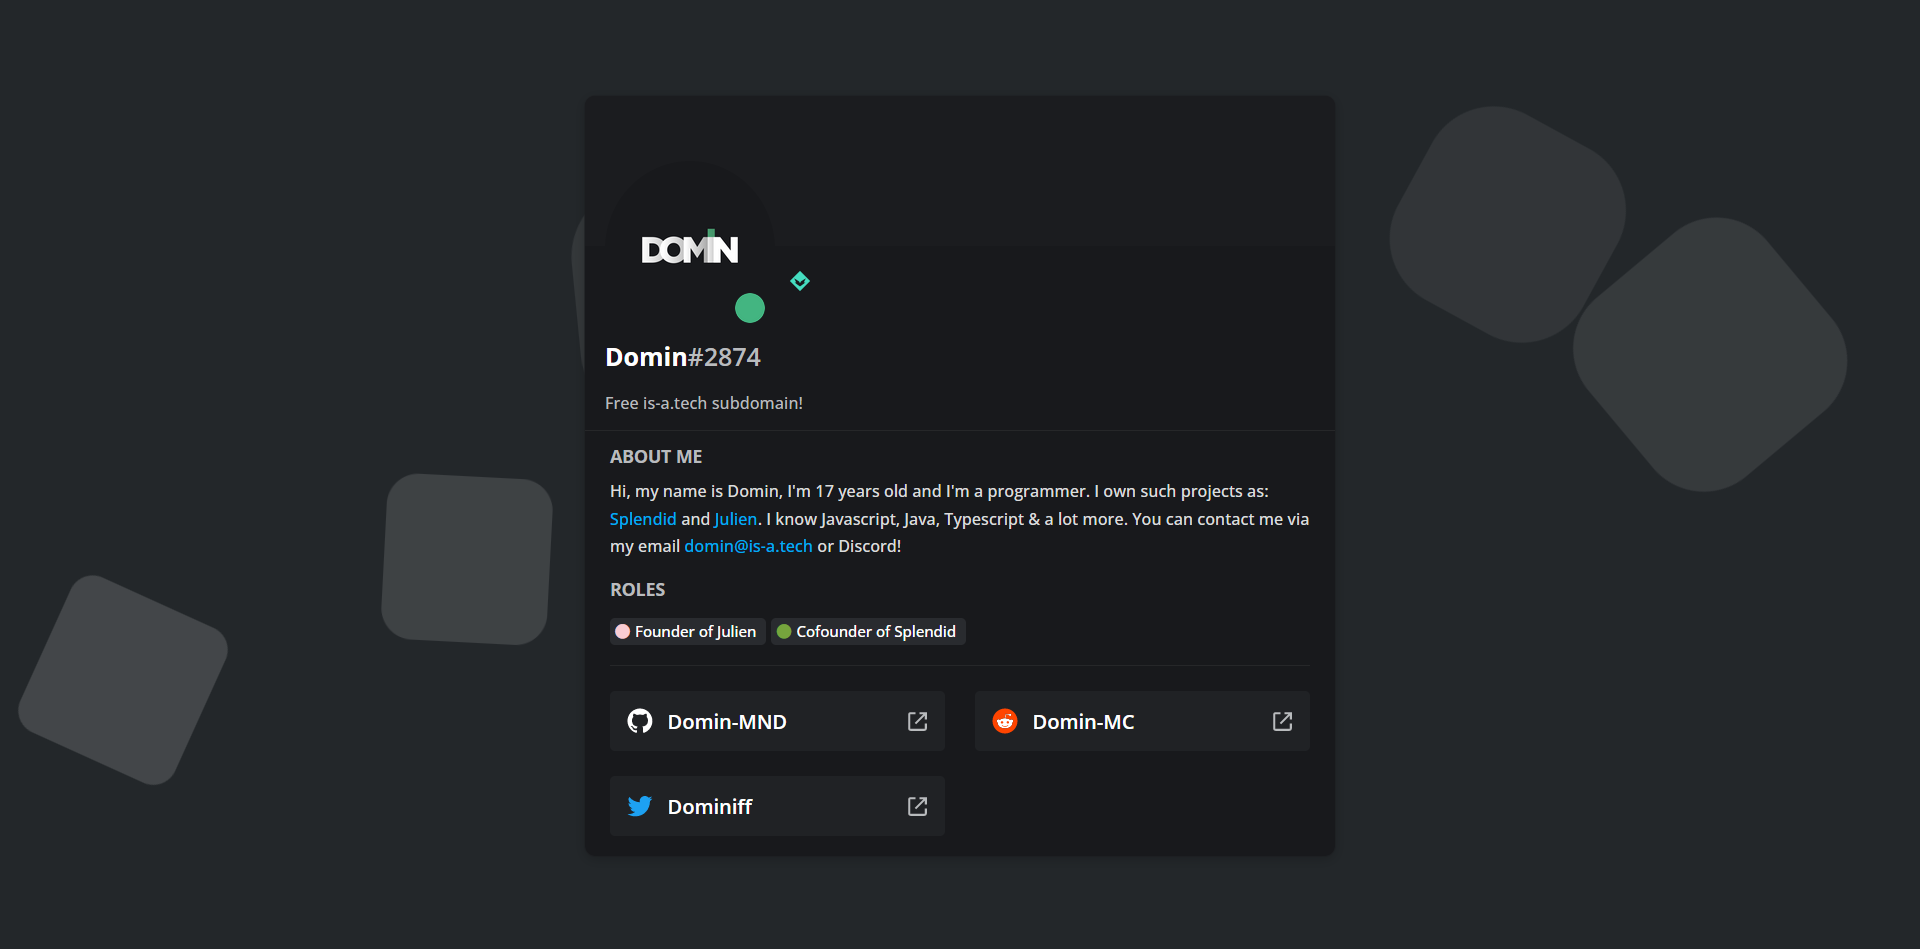 DOMIN
Domin#2874
Free is-a.tech subdomain!
ABOUT ME
Hi, my name is Domin, I'm 17 years old and I'm a programmer. I own such projects as:
Splendid and Julien. I know Javascript, Java, Typescript & a lot more. You can contact me via
my email domin@is-a.tech or Discord!
ROLES
Founder of Julien Cofounder of Splendid
Domin-MND Domin-MC
Dominiff